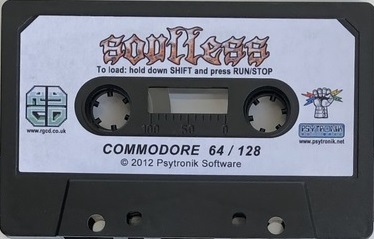 soulless
To load: hold down SHIFT and press RUN/STOP
RGCD
www.rgcd.co.uk
psytronik
www.psytronik.net
100 50 0
COMMODORE 64 / 128
© 2012 Psytronik Software